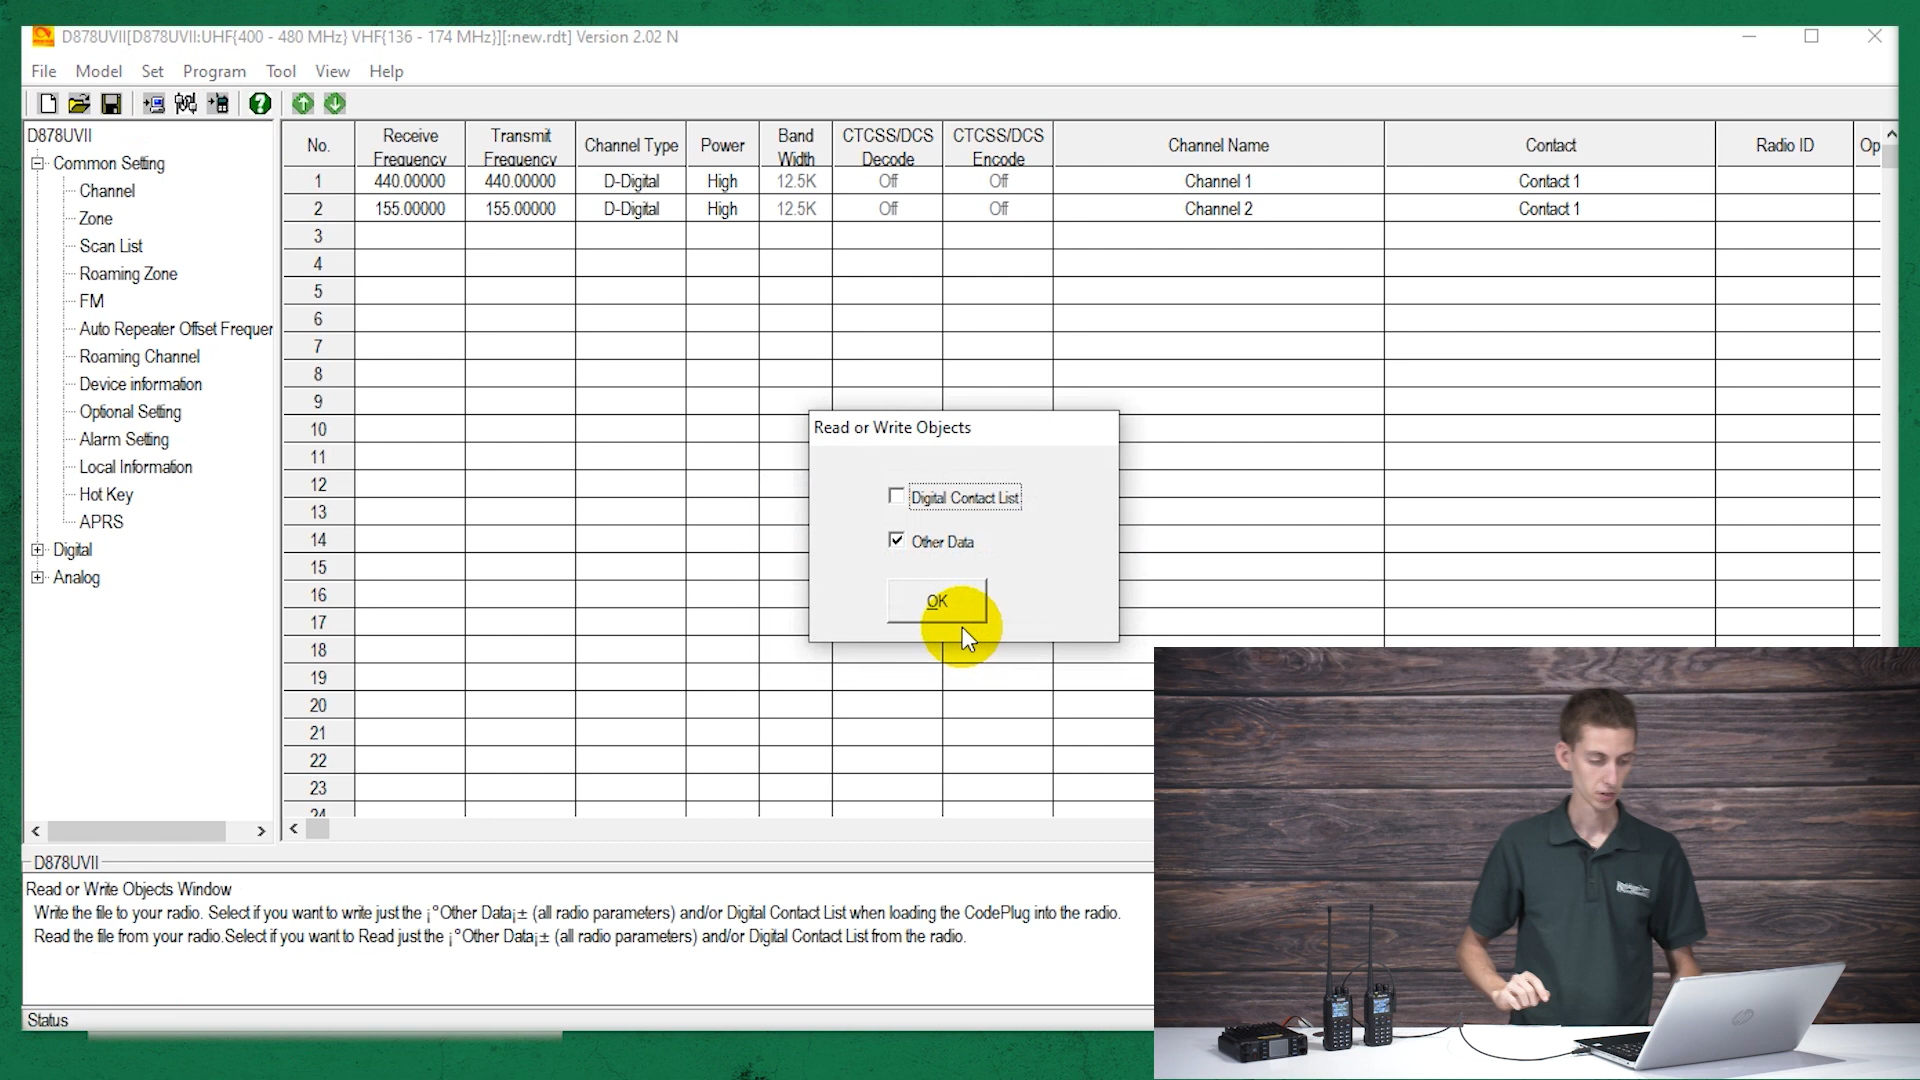 D878UVII[D878UVII:UHF{400 - 480 MHz} VHF{136 - 174 MHz}][:new.rdt] Version 2.02 N
File Model Set Program Tool View Help
D878UVII
Common Setting
Channel
Zone
Scan List
Roaming Zone
FM
Auto Repeater Offset Frequer
Roaming Channel
Device information
Optional Setting
Alarm Setting
Local Information
Hot Key
APRS
Digital
Analog
No. Receive Frequency Transmit Frequency Channel Type Power Band Width CTCSS/DCS Decode CTCSS/DCS Encode Channel Name Contact Radio ID Op
1 440.00000 440.00000 D-Digital High 12.5K Off Off Channel 1 Contact 1
2 155.00000 155.00000 D-Digital High 12.5K Off Off Channel 2 Contact 1
3
4
5
6
7
8
9
10
11
12
13
14
15
16
17
18
19
20
21
22
23
24
Read or Write Objects
Digital Contact List
Other Data
OK
D878UVII
Read or Write Objects Window
Write the file to your radio. Select if you want to write just the ¡°Other Data¡± (all radio parameters) and/or Digital Contact List when loading the CodePlug into the radio.
Read the file from your radio.Select if you want to Read just the ¡°Other Data¡± (all radio parameters) and/or Digital Contact List from the radio.
Status